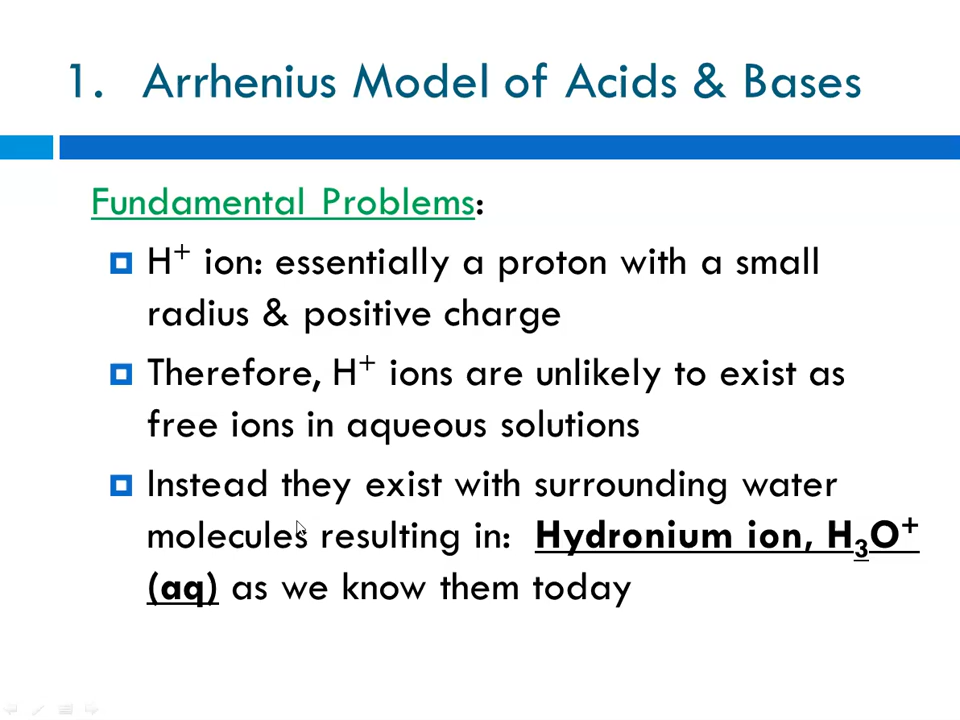 1. Arrhenius Model of Acids & Bases
Fundamental Problems:
H⁺ ion: essentially a proton with a small
radius & positive charge
Therefore, H⁺ ions are unlikely to exist as
free ions in aqueous solutions
Instead they exist with surrounding water
molecules resulting in: Hydronium ion, H₃O⁺
(aq) as we know them today